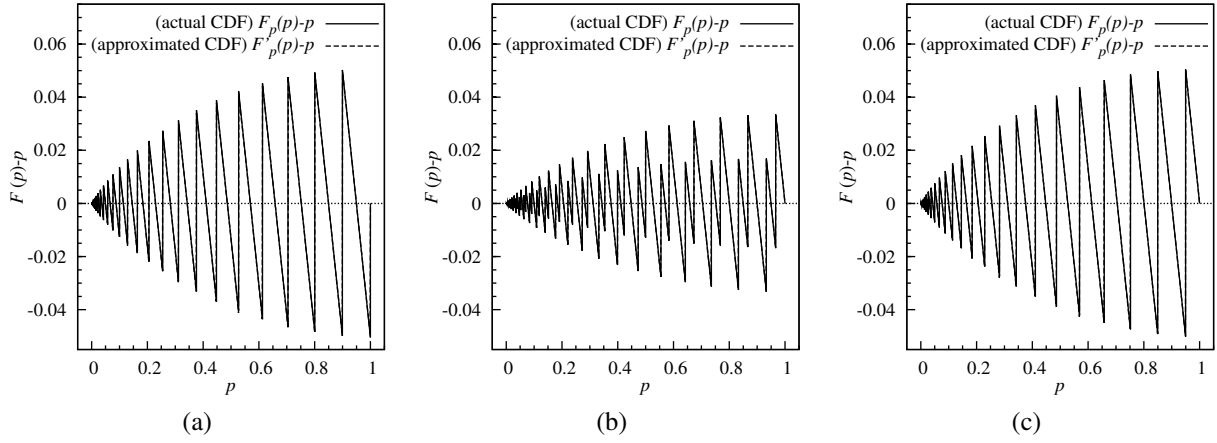 (actual CDF) F_p(p)-p
(approximated CDF) F'_p(p)-p
0.06
0.04
0.02
0
-0.02
-0.04
F (p)-p
0 0.2 0.4 0.6 0.8 1
p
(a)
(actual CDF) F_p(p)-p
(approximated CDF) F'_p(p)-p
0.06
0.04
0.02
0
-0.02
-0.04
F (p)-p
0 0.2 0.4 0.6 0.8 1
p
(b)
(actual CDF) F_p(p)-p
(approximated CDF) F'_p(p)-p
0.06
0.04
0.02
0
-0.02
-0.04
F (p)-p
0 0.2 0.4 0.6 0.8 1
p
(c)